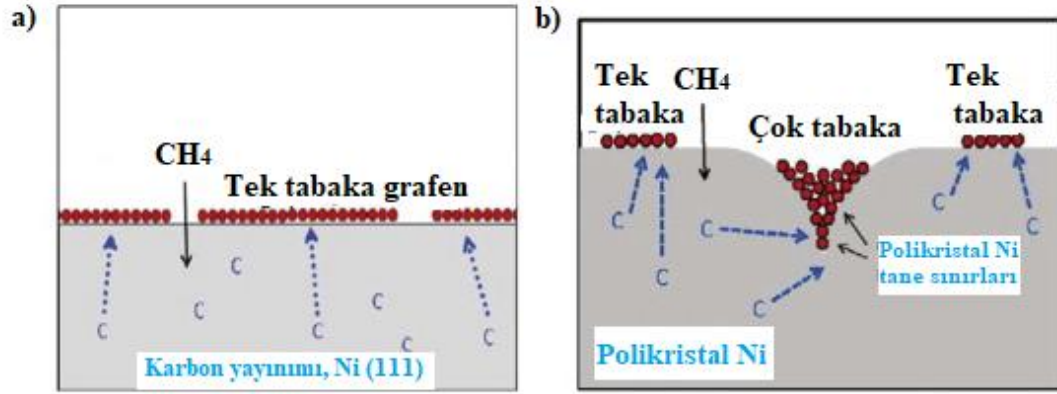 a)
CH4
Tek tabaka grafen
C
C
C
C
C
C
C
Karbon yayınımı, Ni (111)
b)
Tek
tabaka
CH4
Çok tabaka
Tek
tabaka
C
C
C
C
C
C
Polikristal Ni
tane sınırları
Polikristal Ni